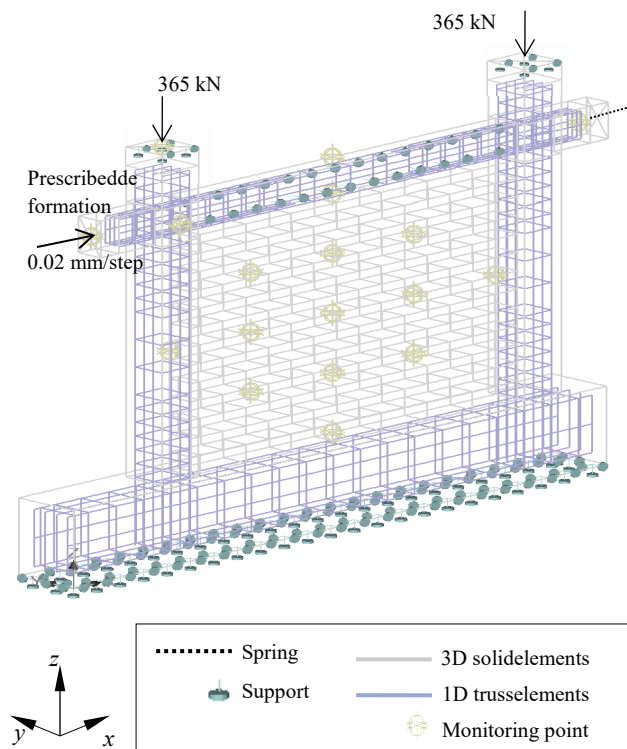 365 kN
365 kN
Prescribedde
formation
0.02 mm/step
z
y
x
Spring
Support
3D solidelements
1D trusselements
Monitoring point